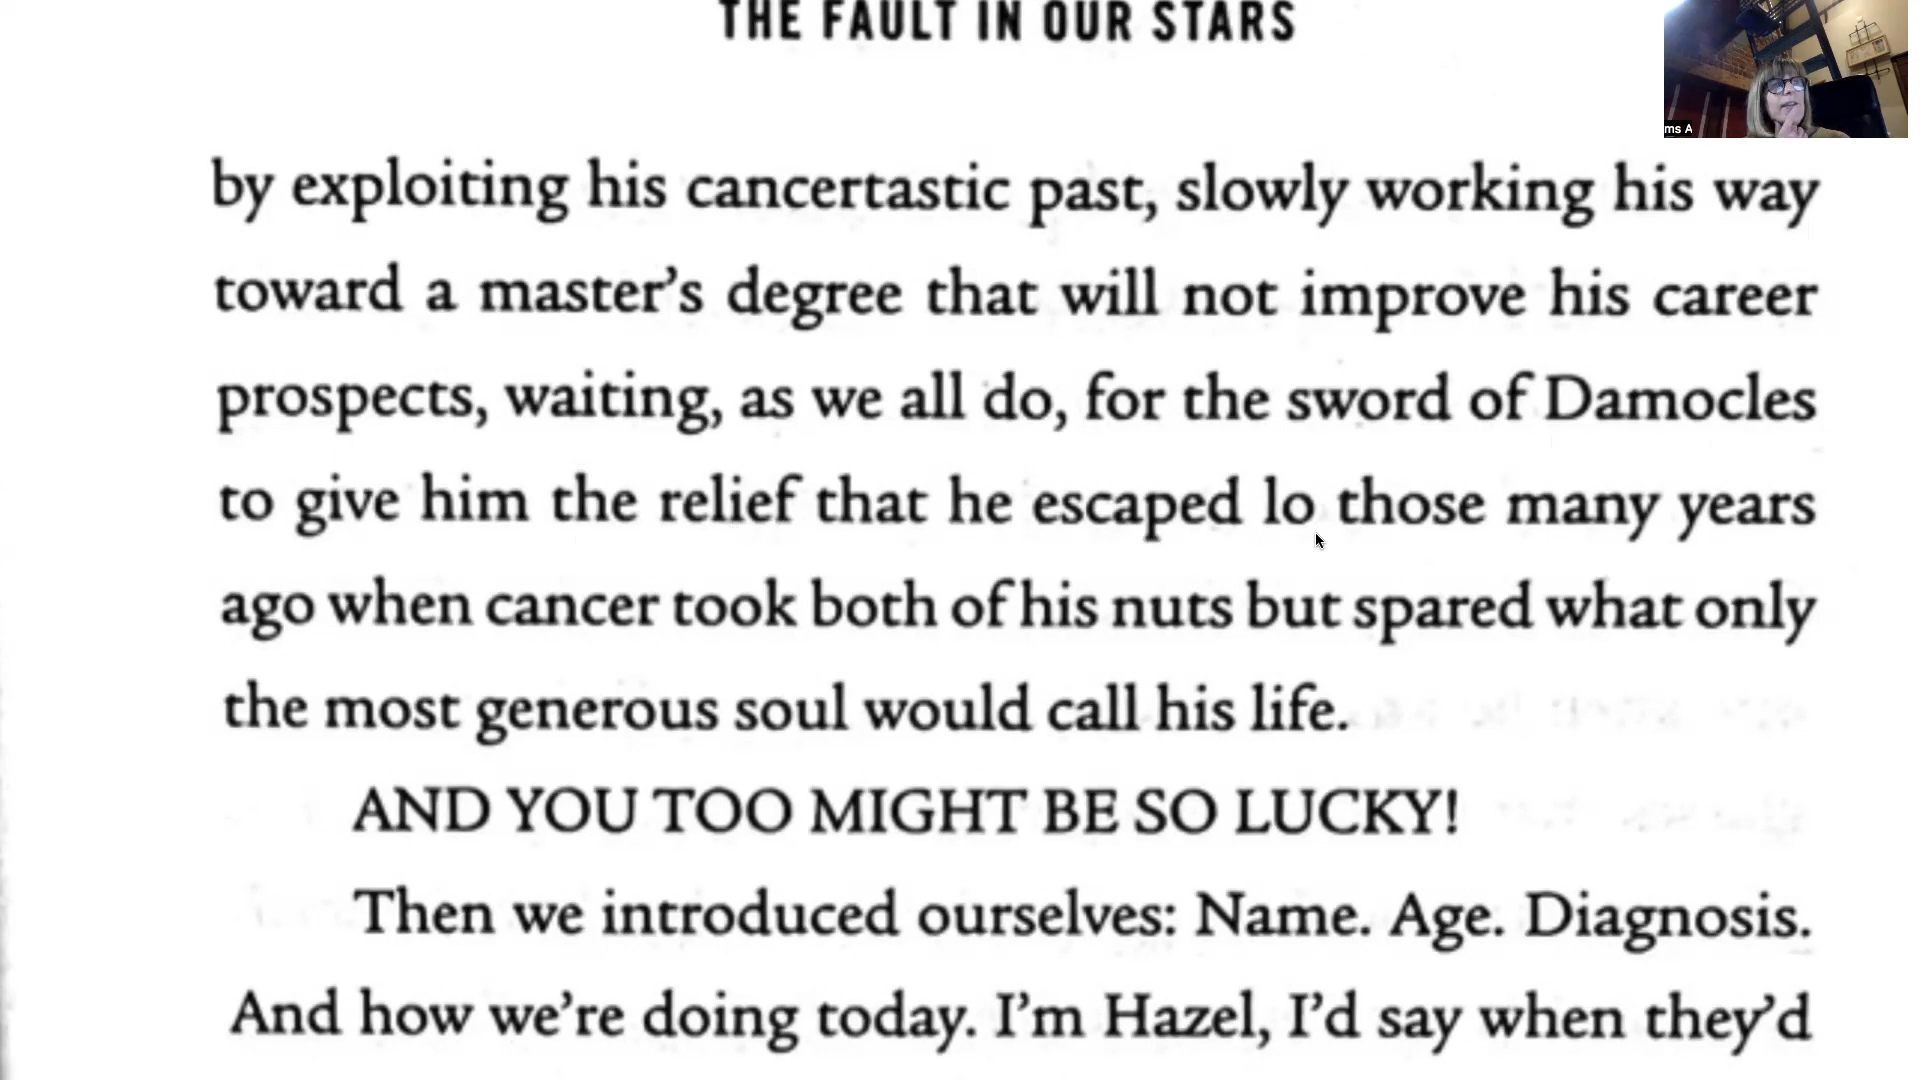 THE FAULT IN OUR STARS
ms A
by exploiting his cancertastic past, slowly working his way
toward a master’s degree that will not improve his career
prospects, waiting, as we all do, for the sword of Damocles
to give him the relief that he escaped lo those many years
ago when cancer took both of his nuts but spared what only
the most generous soul would call his life.
AND YOU TOO MIGHT BE SO LUCKY!
Then we introduced ourselves: Name. Age. Diagnosis.
And how we’re doing today. I’m Hazel, I’d say when they’d